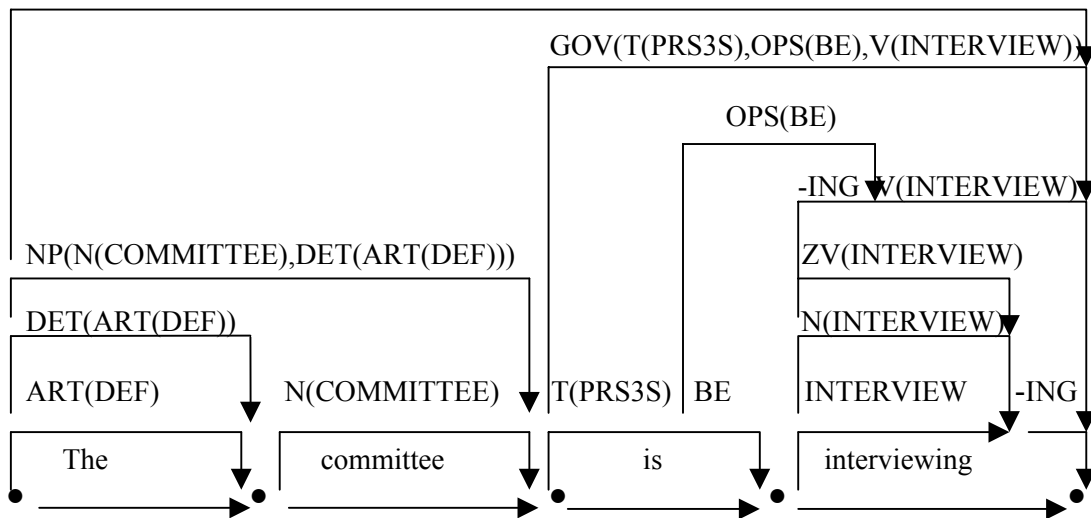 GOV(T(PRS3S),OPS(BE),V(INTERVIEW))
OPS(BE)
-ING V(INTERVIEW)
NP(N(COMMITTEE),DET(ART(DEF))) ZV(INTERVIEW)
DET(ART(DEF)) N(INTERVIEW)
ART(DEF) N(COMMITTEE) T(PRS3S) BE INTERVIEW -ING
The committee is interviewing